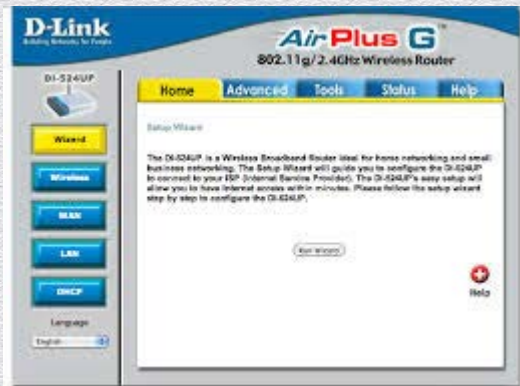 D-Link
Building Networks for People
Air Plus G™
802.11g/2.4GHz Wireless Router
DI-524UP
Home Advanced Tools Status Help
Wizard
Wireless
WAN
LAN
DHCP
Language
English
Setup Wizard
The DI-524UP is a Wireless Broadband Router ideal for home networking and small
business networking. The Setup Wizard will guide you to configure the DI-524UP
to connect to your ISP (Internet Service Provider). The DI-524UP's easy setup will
allow you to have Internet access within minutes. Please follow the setup wizard
step by step to configure the DI-524UP.
Run Wizard
Help